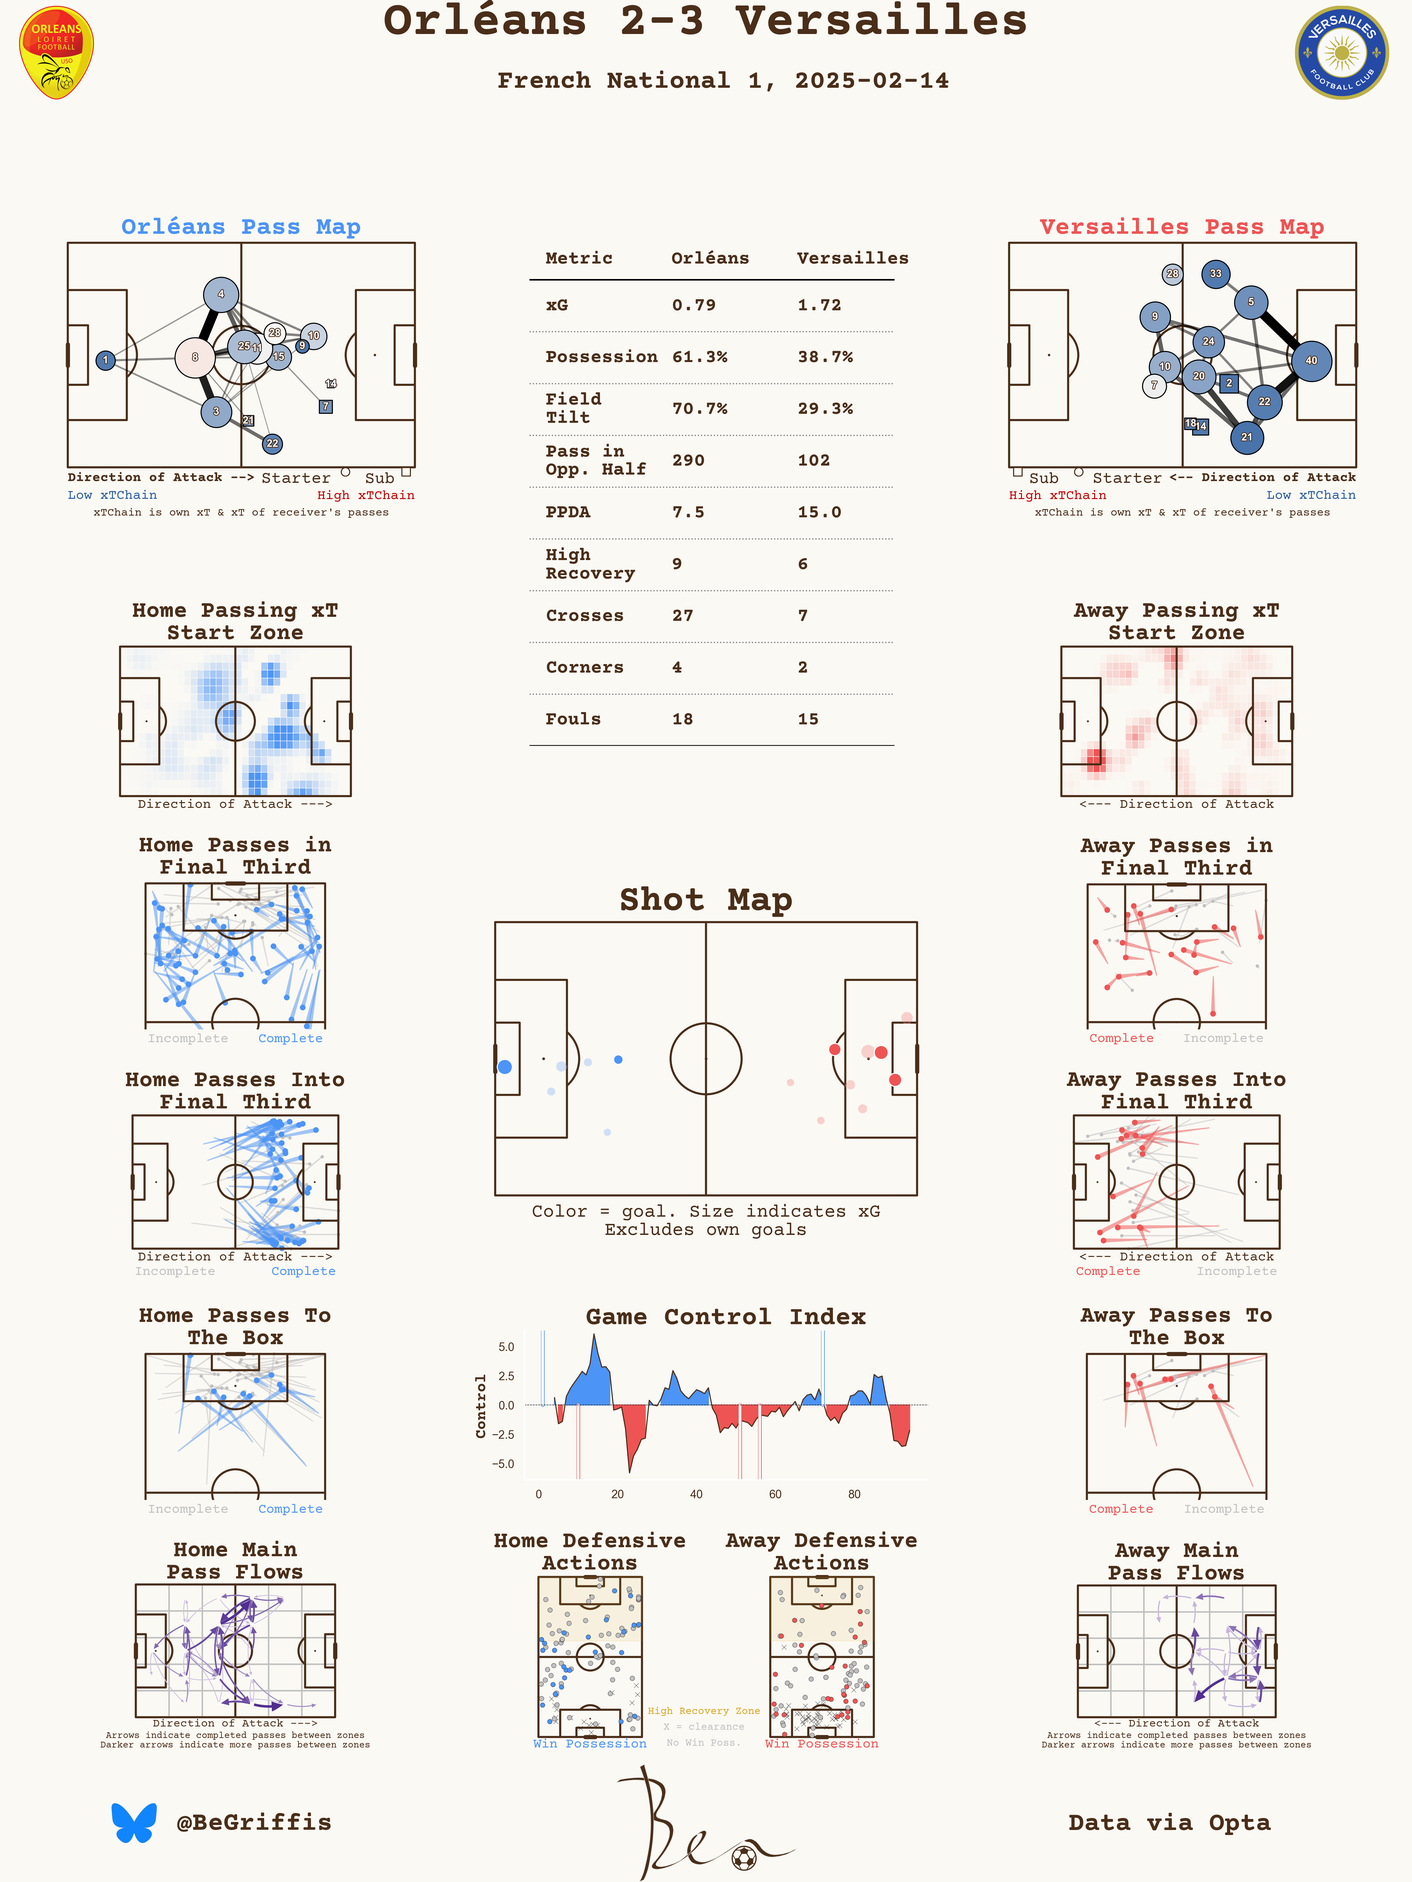 Orléans 2-3 Versailles
French National 1, 2025-02-14
ORLEANS
LOIRET
FOOTBALL
USO
VERSAILLES
FOOTBALL CLUB
Orléans Pass Map
4
28
10
25
11
9
15
8
1
14
7
3
21
22
Direction of Attack --> Starter Sub
Low xTChain High xTChain
xTChain is own xT & xT of receiver's passes
Metric Orléans Versailles
xG 0.79 1.72
Possession 61.3% 38.7%
Field
Tilt 70.7% 29.3%
Pass in
Opp. Half 290 102
PPDA 7.5 15.0
High
Recovery 9 6
Crosses 27 7
Corners 4 2
Fouls 18 15
Versailles Pass Map
28
33
5
9
24
40
10
20
7
2
22
18
14
21
Sub Starter <-- Direction of Attack
High xTChain Low xTChain
xTChain is own xT & xT of receiver's passes
Home Passing xT
Start Zone
Direction of Attack --->
Away Passing xT
Start Zone
<--- Direction of Attack
Home Passes in
Final Third
Incomplete Complete
Shot Map
Color = goal. Size indicates xG
Excludes own goals
Away Passes in
Final Third
Complete Incomplete
Home Passes Into
Final Third
Direction of Attack --->
Incomplete Complete
Away Passes Into
Final Third
<--- Direction of Attack
Complete Incomplete
Home Passes To
The Box
Incomplete Complete
Game Control Index
Control
5.0
2.5
0.0
−2.5
−5.0
0 20 40 60 80
Away Passes To
The Box
Complete Incomplete
Home Main
Pass Flows
Direction of Attack --->
Arrows indicate completed passes between zones
Darker arrows indicate more passes between zones
Home Defensive
Actions
Win Possession
High Recovery Zone
X = clearance
No Win Poss.
Away Defensive
Actions
Win Possession
Away Main
Pass Flows
<--- Direction of Attack
Arrows indicate completed passes between zones
Darker arrows indicate more passes between zones
@BeGriffis
Ben
Data via Opta